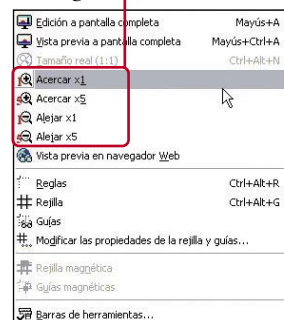 Edición a pantalla completa Mayús+A
Vista previa a pantalla completa Mayús+Ctrl+A
Tamaño real (1:1) Ctrl+Alt+N
Acercar x1
Acercar x5
Alejar x1
Alejar x5
Vista previa en navegador Web
Reglas Ctrl+Alt+R
Rejilla Ctrl+Alt+G
Guías
Modificar las propiedades de la rejilla y guías...
Rejilla magnética
Guías magnéticas
Barras de herramientas...